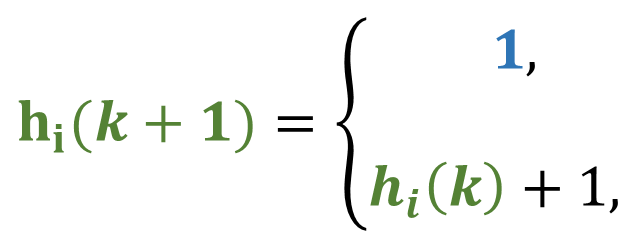 1,
h_i(k + 1) = {
h_i(k) + 1,